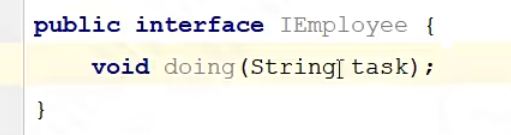 public interface IEmployee {
void doing(String task);
}